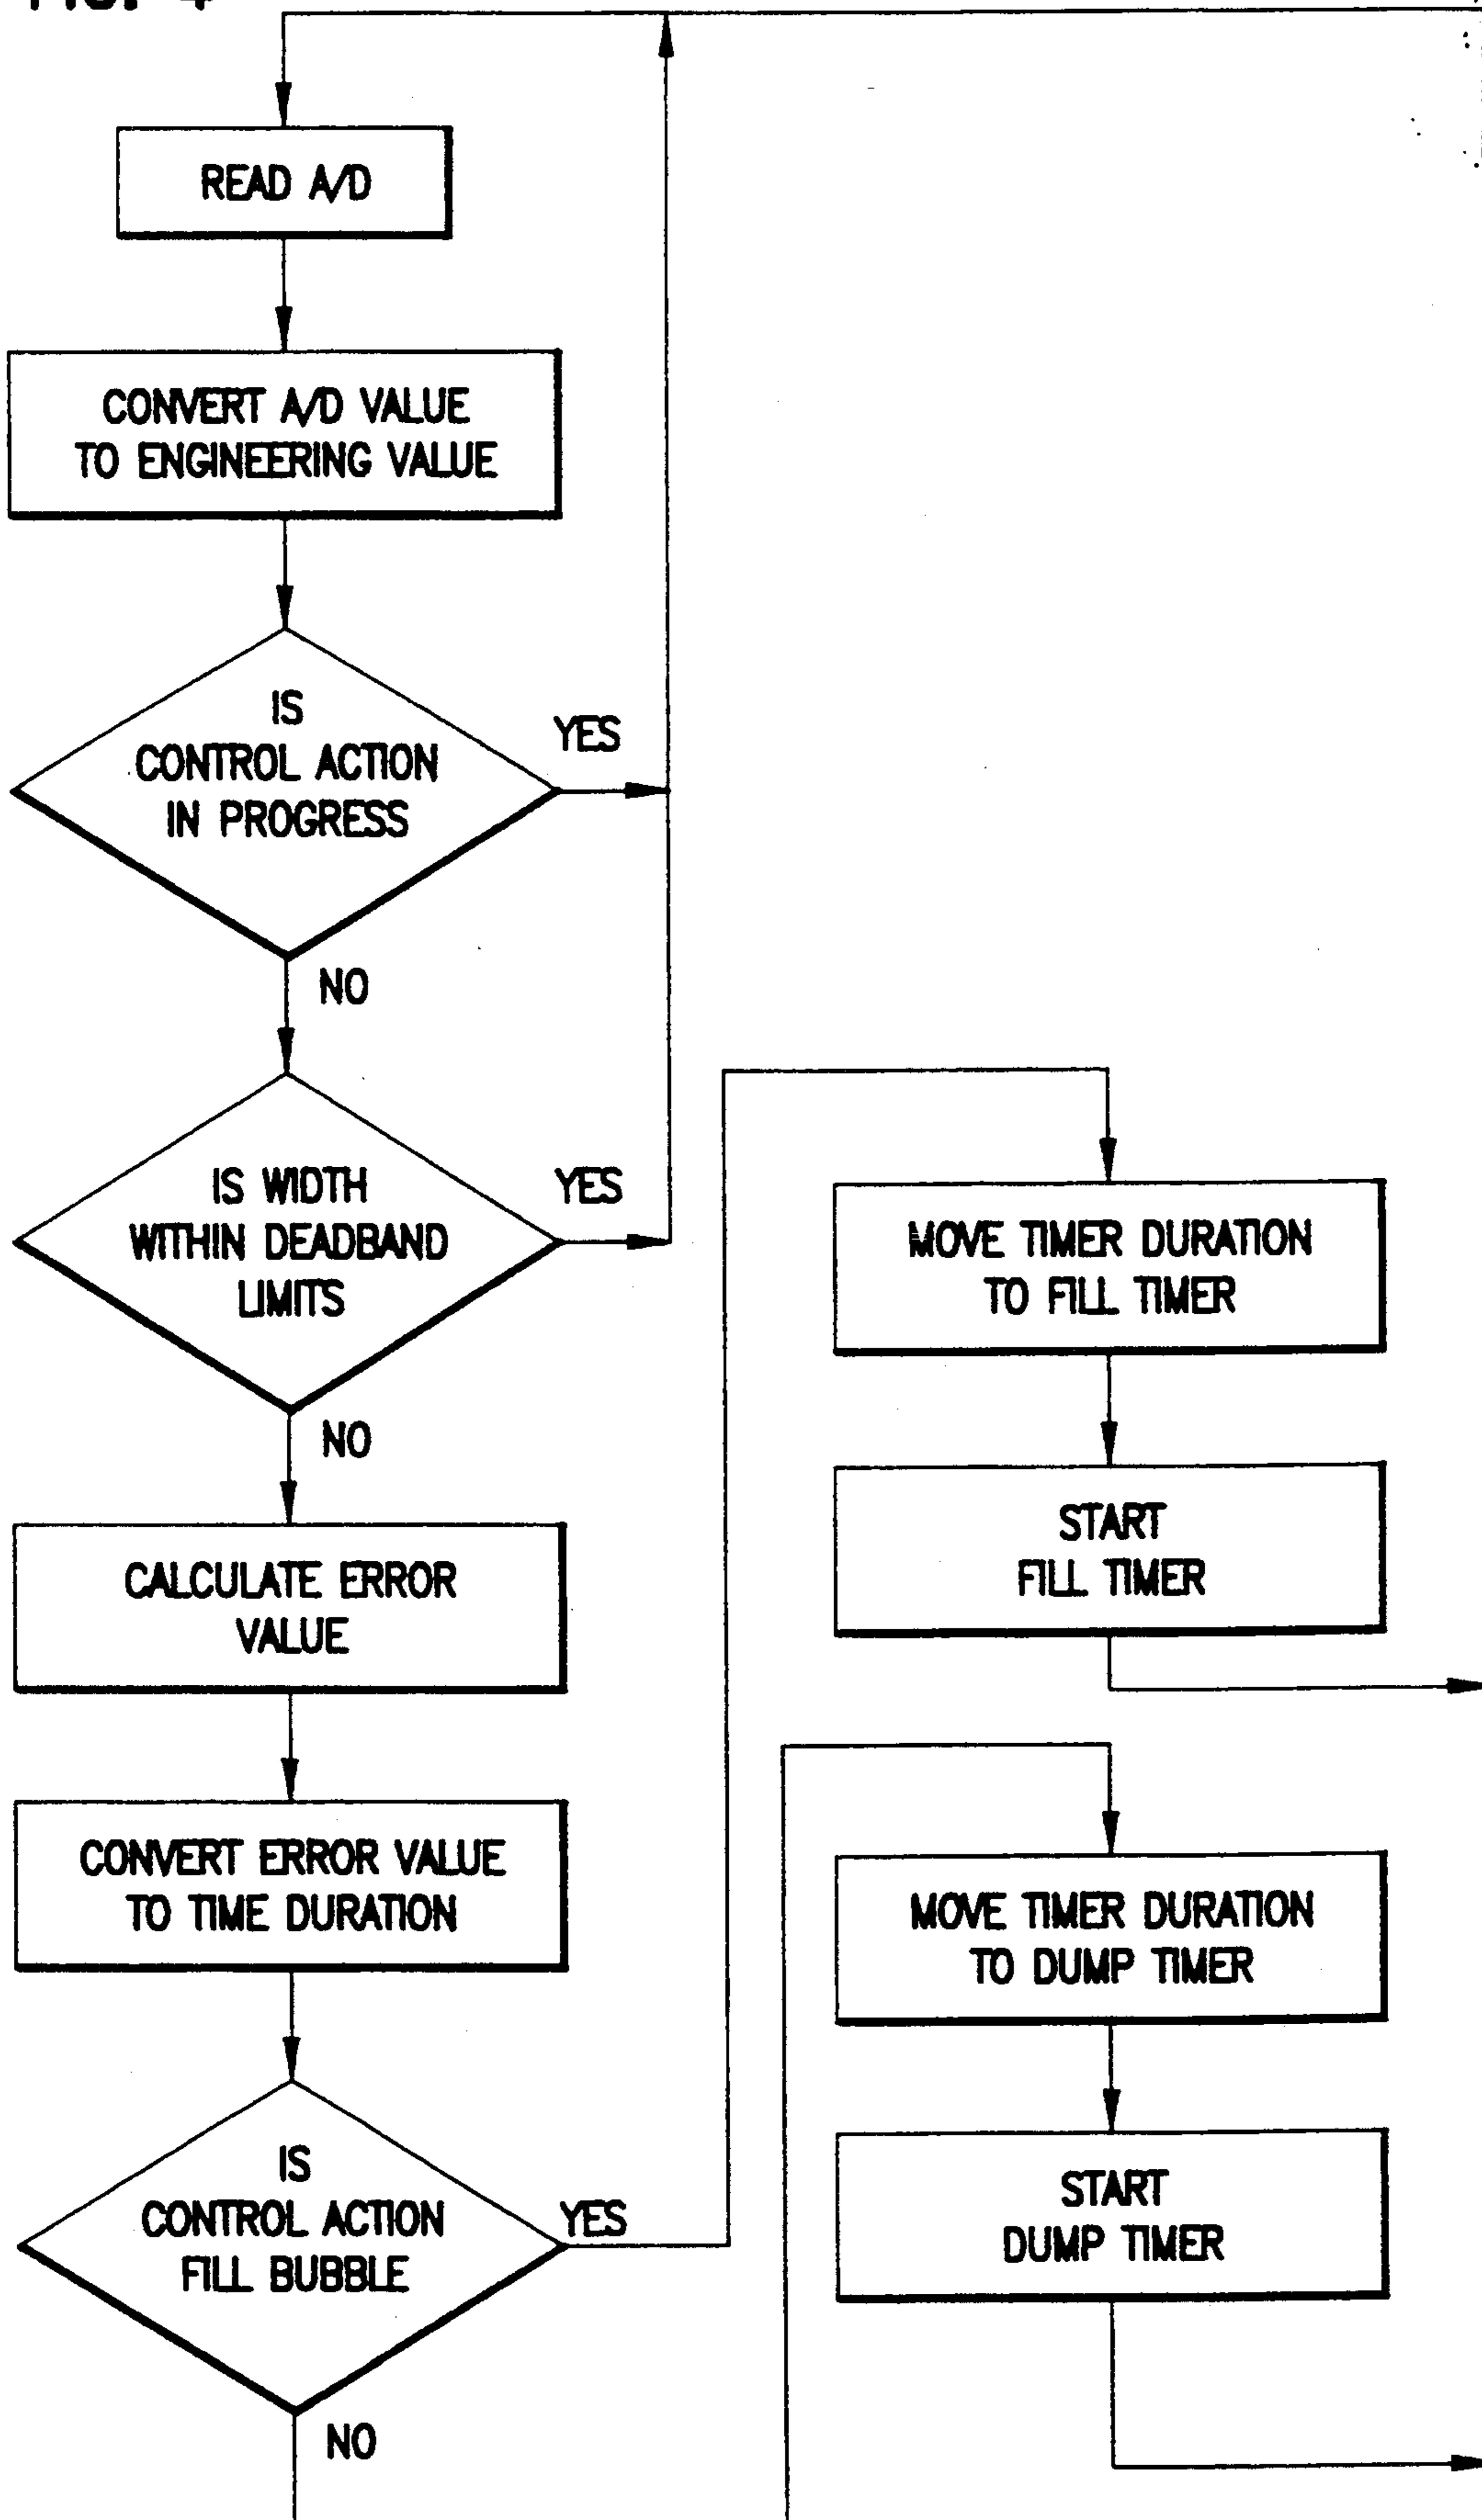 READ A/D
CONVERT A/D VALUE
TO ENGINEERING VALUE
IS
CONTROL ACTION
IN PROGRESS
YES
NO
IS WIDTH
WITHIN DEADBAND
LIMITS
YES
NO
CALCULATE ERROR
VALUE
CONVERT ERROR VALUE
TO TIME DURATION
IS
CONTROL ACTION
FILL BUBBLE
YES
NO
MOVE TIMER DURATION
TO FILL TIMER
START
FILL TIMER
MOVE TIMER DURATION
TO DUMP TIMER
START
DUMP TIMER